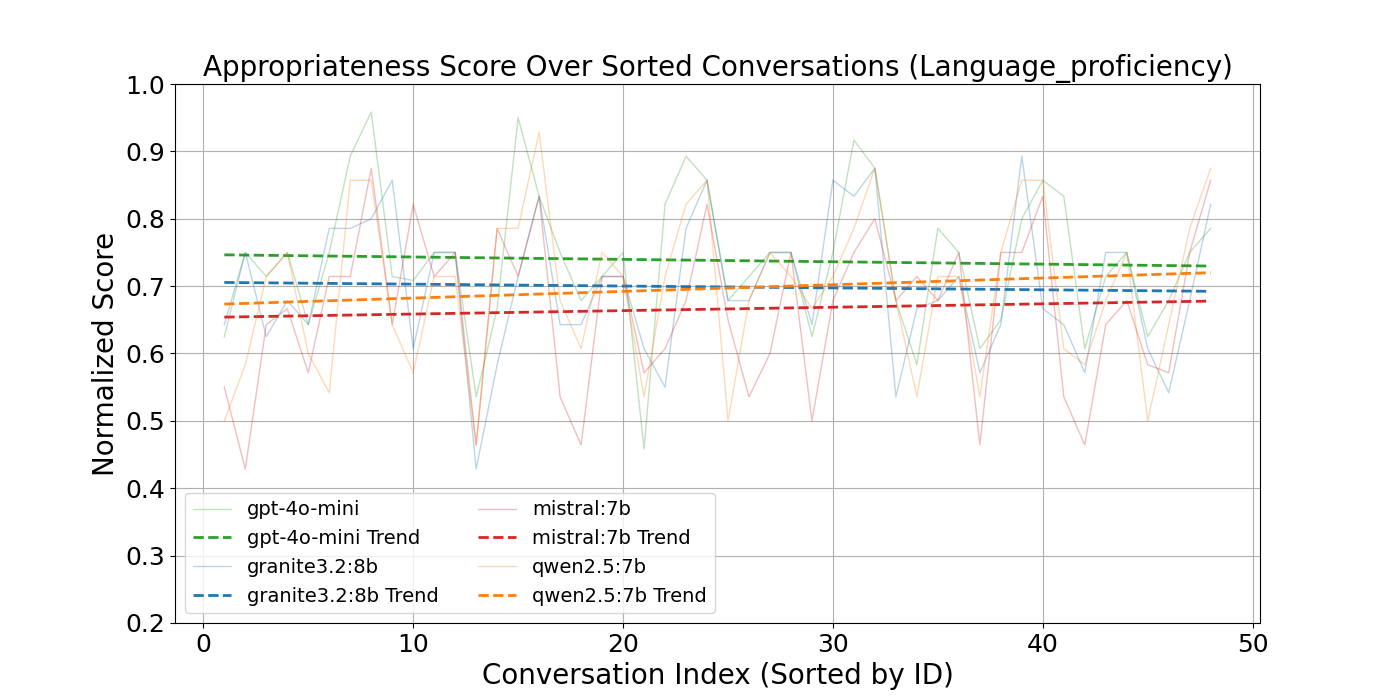 Appropriateness Score Over Sorted Conversations (Language_proficiency)
Normalized Score
1.0
0.9
0.8
0.7
0.6
0.5
0.4
0.3
0.2
gpt-4o-mini
gpt-4o-mini Trend
granite3.2:8b
granite3.2:8b Trend
mistral:7b
mistral:7b Trend
qwen2.5:7b
qwen2.5:7b Trend
0 10 20 30 40 50
Conversation Index (Sorted by ID)